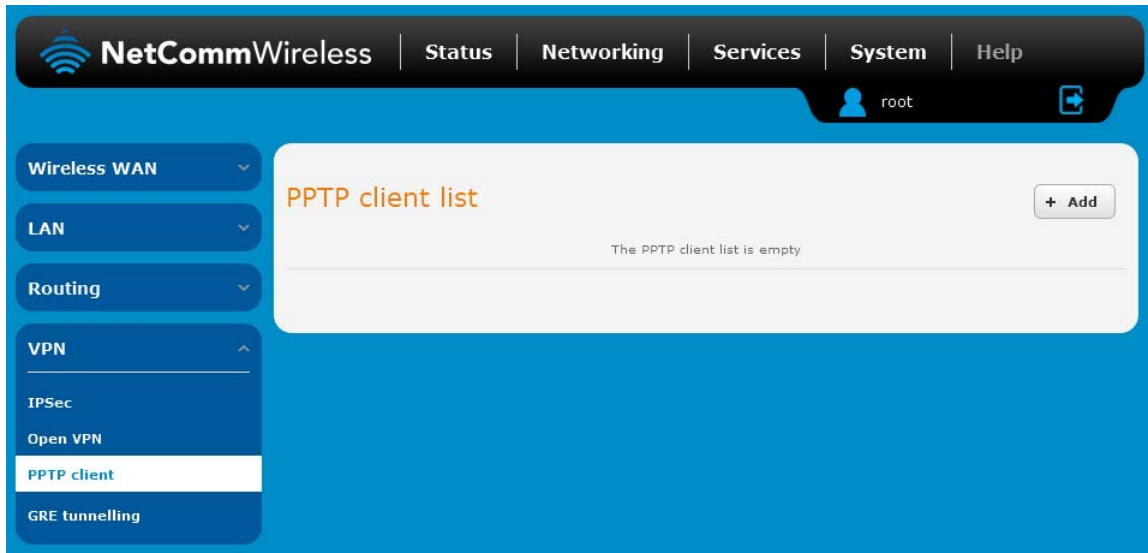 NetCommWireless Status Networking Services System Help
root
Wireless WAN
LAN
Routing
VPN
IPSec
Open VPN
PPTP client
GRE tunnelling
PPTP client list
+ Add
The PPTP client list is empty